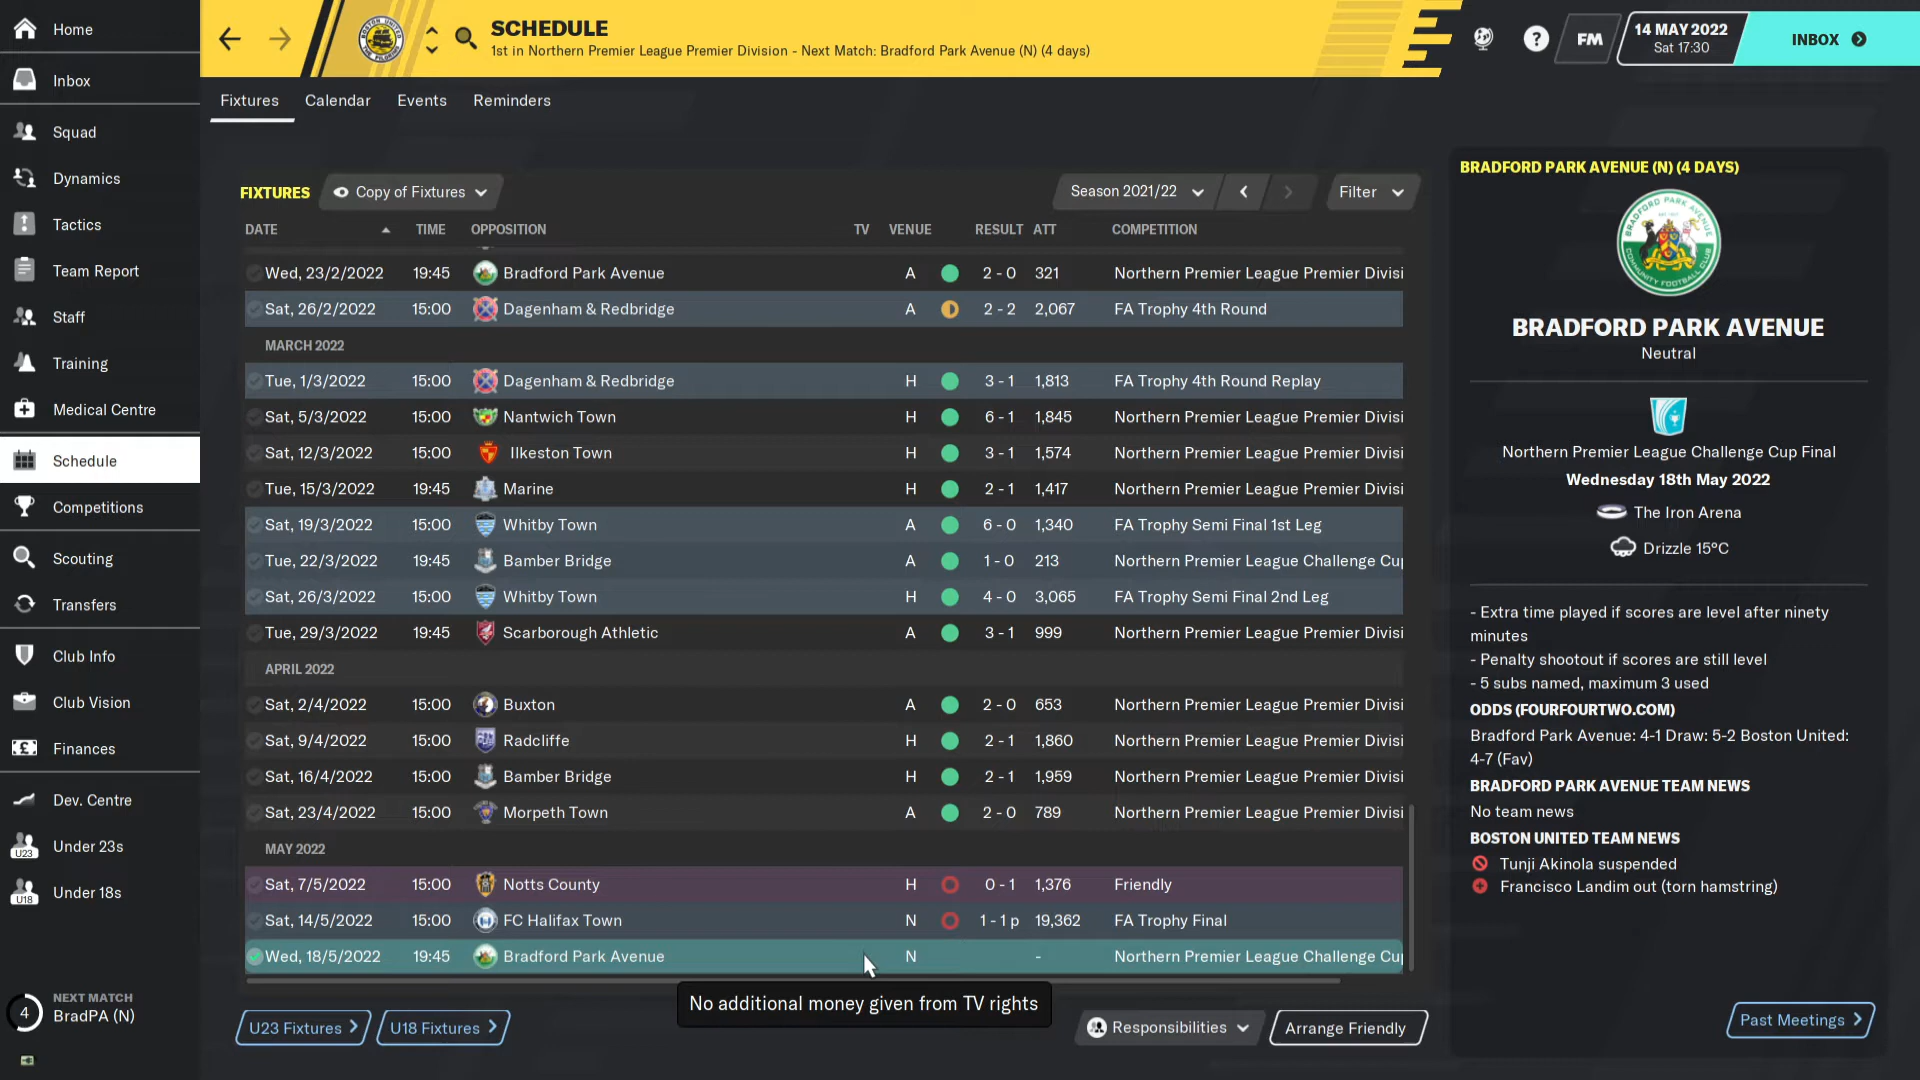 Home
Inbox
Squad
Dynamics
Tactics
Team Report
Staff
Training
Medical Centre
Schedule
Competitions
Scouting
Transfers
Club Info
Club Vision
Finances
Dev. Centre
U23 Under 23s
U18 Under 18s
4 NEXT MATCH
BradPA (N)
BOSTON UNITED
THE PILGRIMS
SCHEDULE
1st in Northern Premier League Premier Division - Next Match: Bradford Park Avenue (N) (4 days)
? FM 14 MAY 2022
Sat 17:30
INBOX
Fixtures Calendar Events Reminders
FIXTURES Copy of Fixtures Season 2021/22 Filter
DATE TIME OPPOSITION TV VENUE RESULT ATT COMPETITION
Wed, 23/2/2022 19:45 Bradford Park Avenue A 2 - 0 321 Northern Premier League Premier Divisi
Sat, 26/2/2022 15:00 Dagenham & Redbridge A 2 - 2 2,067 FA Trophy 4th Round
MARCH 2022
Tue, 1/3/2022 15:00 Dagenham & Redbridge H 3 - 1 1,813 FA Trophy 4th Round Replay
Sat, 5/3/2022 15:00 Nantwich Town H 6 - 1 1,845 Northern Premier League Premier Divisi
Sat, 12/3/2022 15:00 Ilkeston Town H 3 - 1 1,574 Northern Premier League Premier Divisi
Tue, 15/3/2022 19:45 Marine H 2 - 1 1,417 Northern Premier League Premier Divisi
Sat, 19/3/2022 15:00 Whitby Town A 6 - 0 1,340 FA Trophy Semi Final 1st Leg
Tue, 22/3/2022 19:45 Bamber Bridge A 1 - 0 213 Northern Premier League Challenge Cup
Sat, 26/3/2022 15:00 Whitby Town H 4 - 0 3,065 FA Trophy Semi Final 2nd Leg
Tue, 29/3/2022 19:45 Scarborough Athletic A 3 - 1 999 Northern Premier League Premier Divisi
APRIL 2022
Sat, 2/4/2022 15:00 Buxton A 2 - 0 653 Northern Premier League Premier Divisi
Sat, 9/4/2022 15:00 Radcliffe H 2 - 1 1,860 Northern Premier League Premier Divisi
Sat, 16/4/2022 15:00 Bamber Bridge H 2 - 1 1,959 Northern Premier League Premier Divisi
Sat, 23/4/2022 15:00 Morpeth Town A 2 - 0 789 Northern Premier League Premier Divisi
MAY 2022
Sat, 7/5/2022 15:00 Notts County H 0 - 1 1,376 Friendly
Sat, 14/5/2022 15:00 FC Halifax Town N 1 - 1 p 19,362 FA Trophy Final
Wed, 18/5/2022 19:45 Bradford Park Avenue N - Northern Premier League Challenge Cup
No additional money given from TV rights
U23 Fixtures U18 Fixtures Responsibilities Arrange Friendly
BRADFORD PARK AVENUE (N) (4 DAYS)
BRADFORD PARK AVENUE
COMMUNITY FOOTBALL CLUB
BRADFORD PARK AVENUE
Neutral
Northern Premier League Challenge Cup Final
Wednesday 18th May 2022
The Iron Arena
Drizzle 15°C
- Extra time played if scores are level after ninety
minutes
- Penalty shootout if scores are still level
- 5 subs named, maximum 3 used
ODDS (FOURFOURTWO.COM)
Bradford Park Avenue: 4-1 Draw: 5-2 Boston United:
4-7 (Fav)
BRADFORD PARK AVENUE TEAM NEWS
No team news
BOSTON UNITED TEAM NEWS
Tunji Akinola suspended
Francisco Landim out (torn hamstring)
Past Meetings